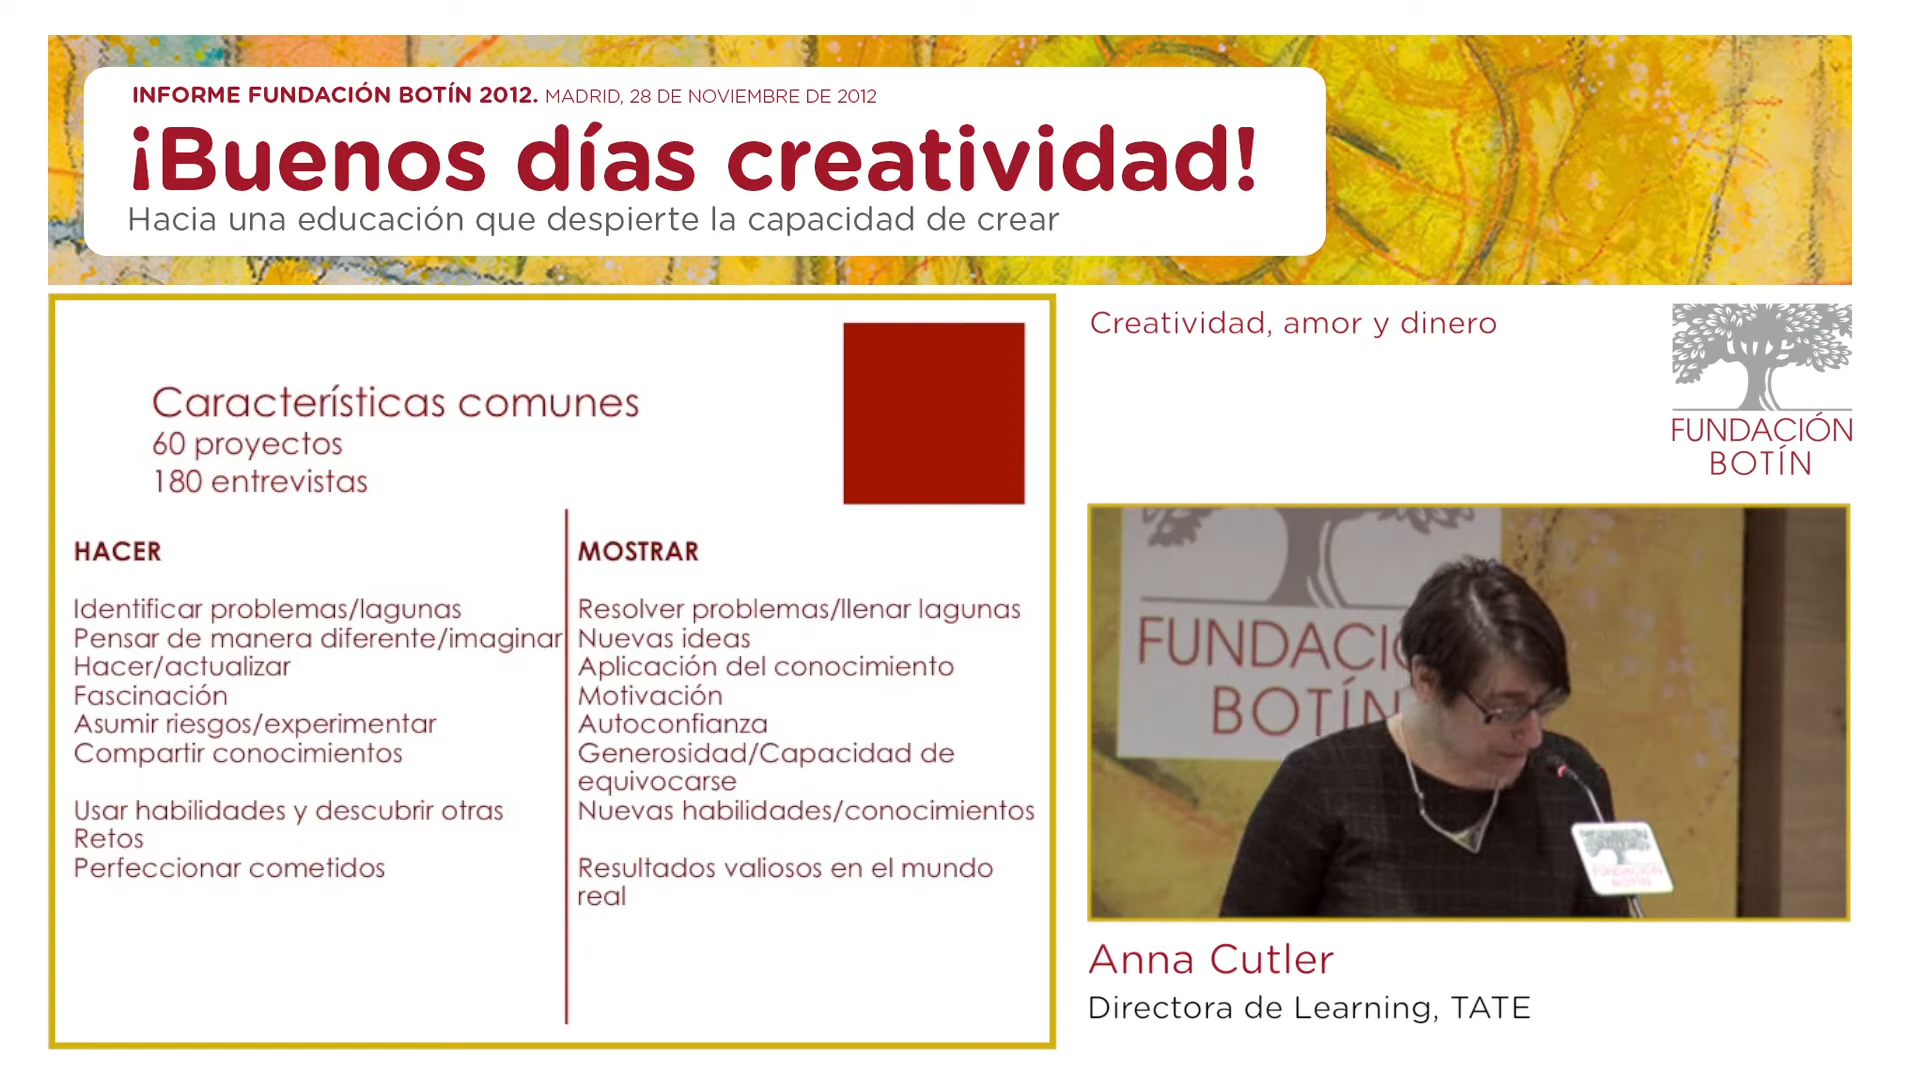 INFORME FUNDACIÓN BOTÍN 2012. MADRID, 28 DE NOVIEMBRE DE 2012
¡Buenos días creatividad!
Hacia una educación que despierte la capacidad de crear
Características comunes
60 proyectos
180 entrevistas
HACER
Identificar problemas/lagunas
Pensar de manera diferente/imaginar
Hacer/actualizar
Fascinación
Asumir riesgos/experimentar
Compartir conocimientos
Usar habilidades y descubrir otras
Retos
Perfeccionar cometidos
MOSTRAR
Resolver problemas/llenar lagunas
Nuevas ideas
Aplicación del conocimiento
Motivación
Autoconfianza
Generosidad/Capacidad de
equivocarse
Nuevas habilidades/conocimientos
Resultados valiosos en el mundo
real
Creatividad, amor y dinero
FUNDACIÓN
BOTÍN
FUNDACIÓ
BOTÍN
FUNDACIÓN
BOTÍN
Anna Cutler
Directora de Learning, TATE